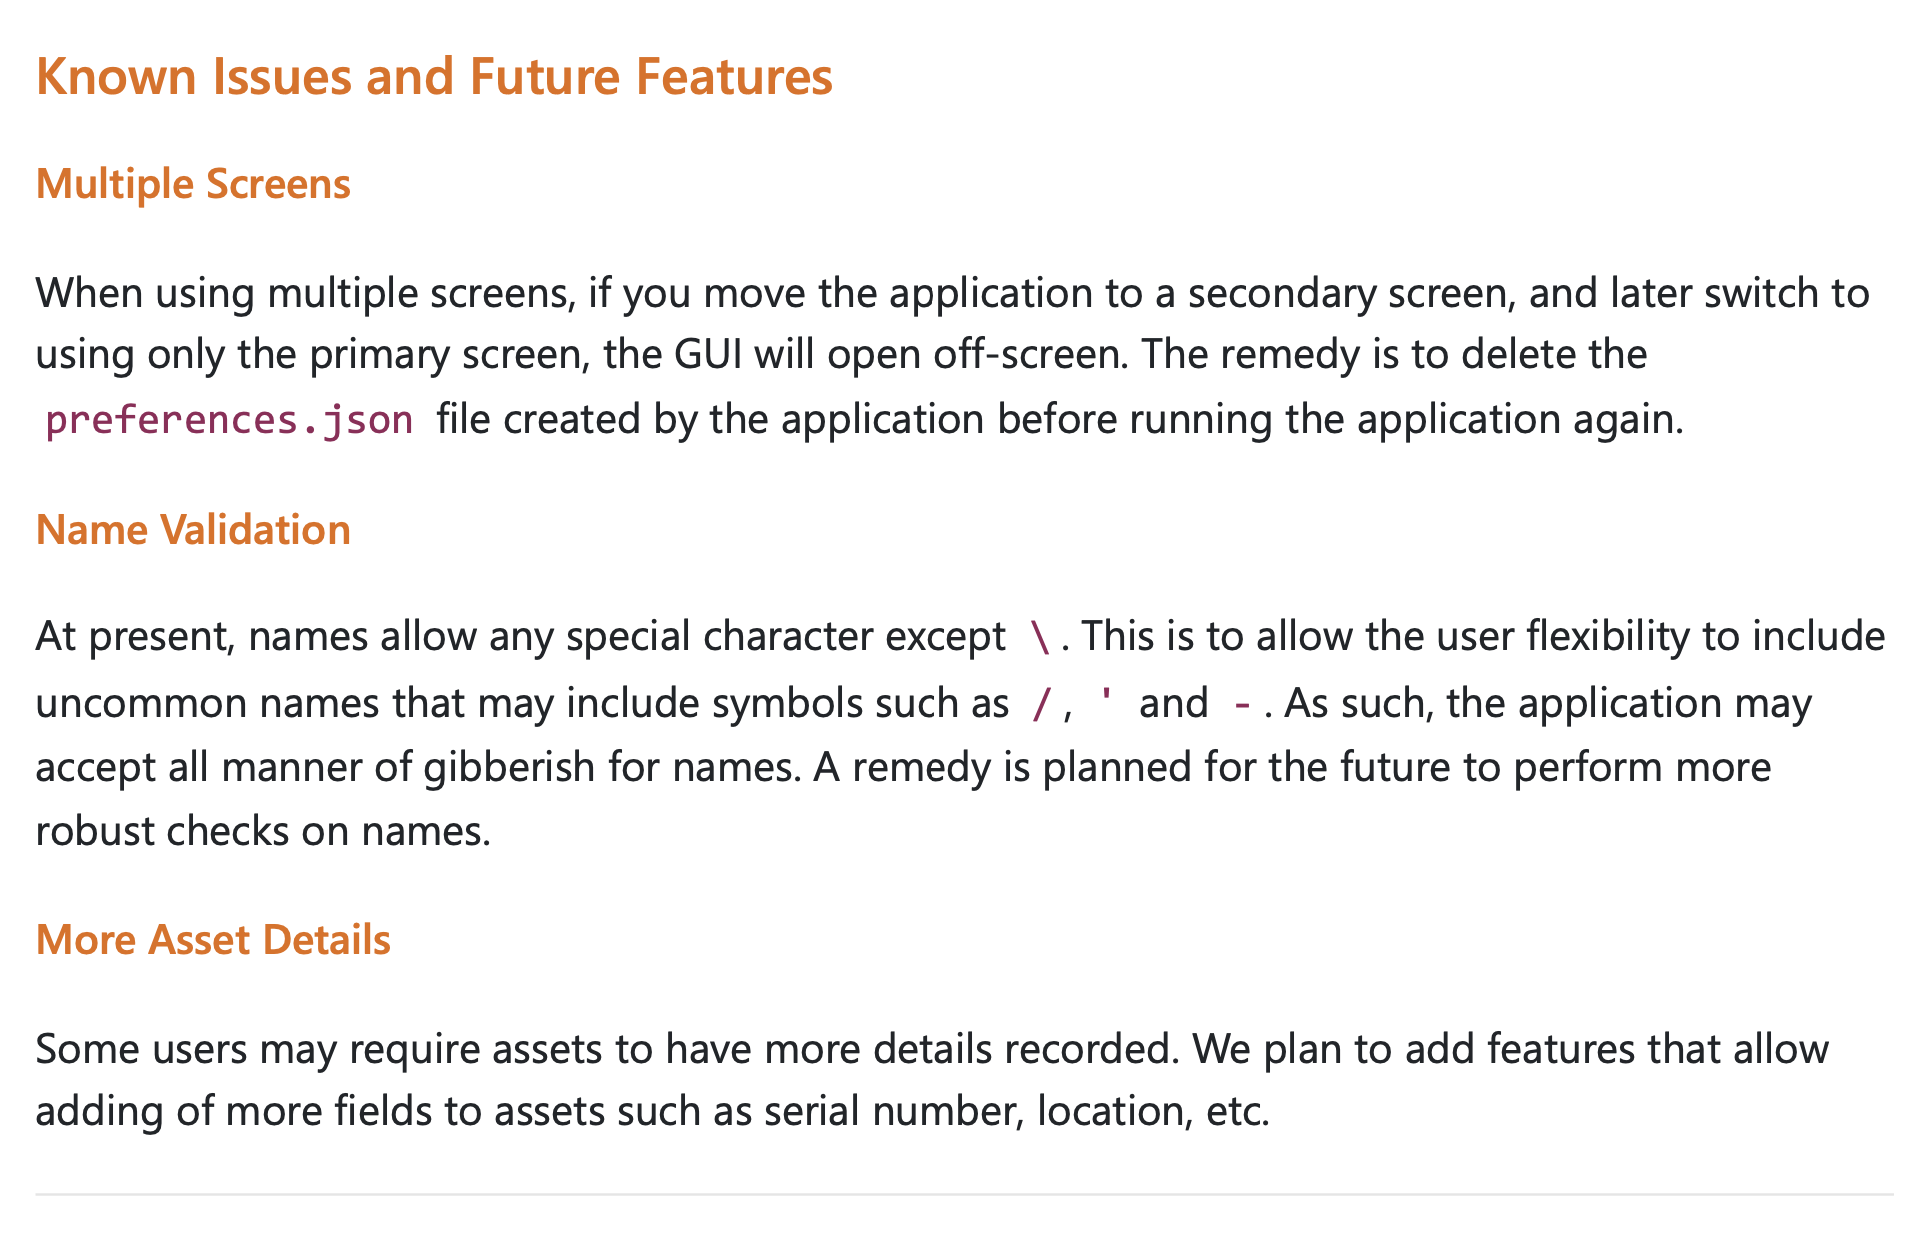 Known Issues and Future Features
Multiple Screens
When using multiple screens, if you move the application to a secondary screen, and later switch to
using only the primary screen, the GUI will open off-screen. The remedy is to delete the
preferences.json file created by the application before running the application again.
Name Validation
At present, names allow any special character except \. This is to allow the user flexibility to include
uncommon names that may include symbols such as /, ' and -. As such, the application may
accept all manner of gibberish for names. A remedy is planned for the future to perform more
robust checks on names.
More Asset Details
Some users may require assets to have more details recorded. We plan to add features that allow
adding of more fields to assets such as serial number, location, etc.